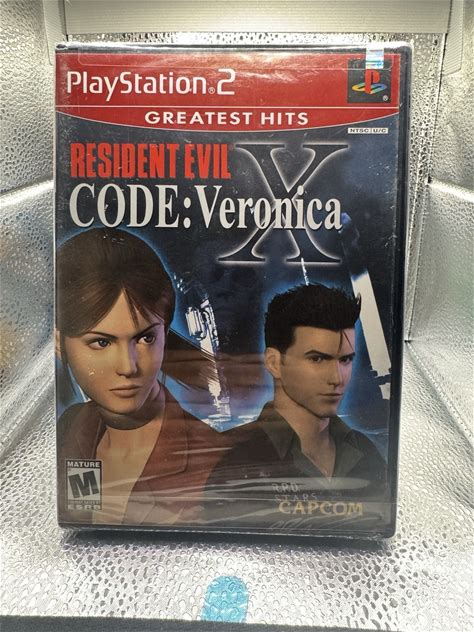 PlayStation®2
GREATEST HITS
NTSC U/C
RESIDENT EVIL
CODE: Veronica
X
MATURE
M
ESRB
CAPCOM